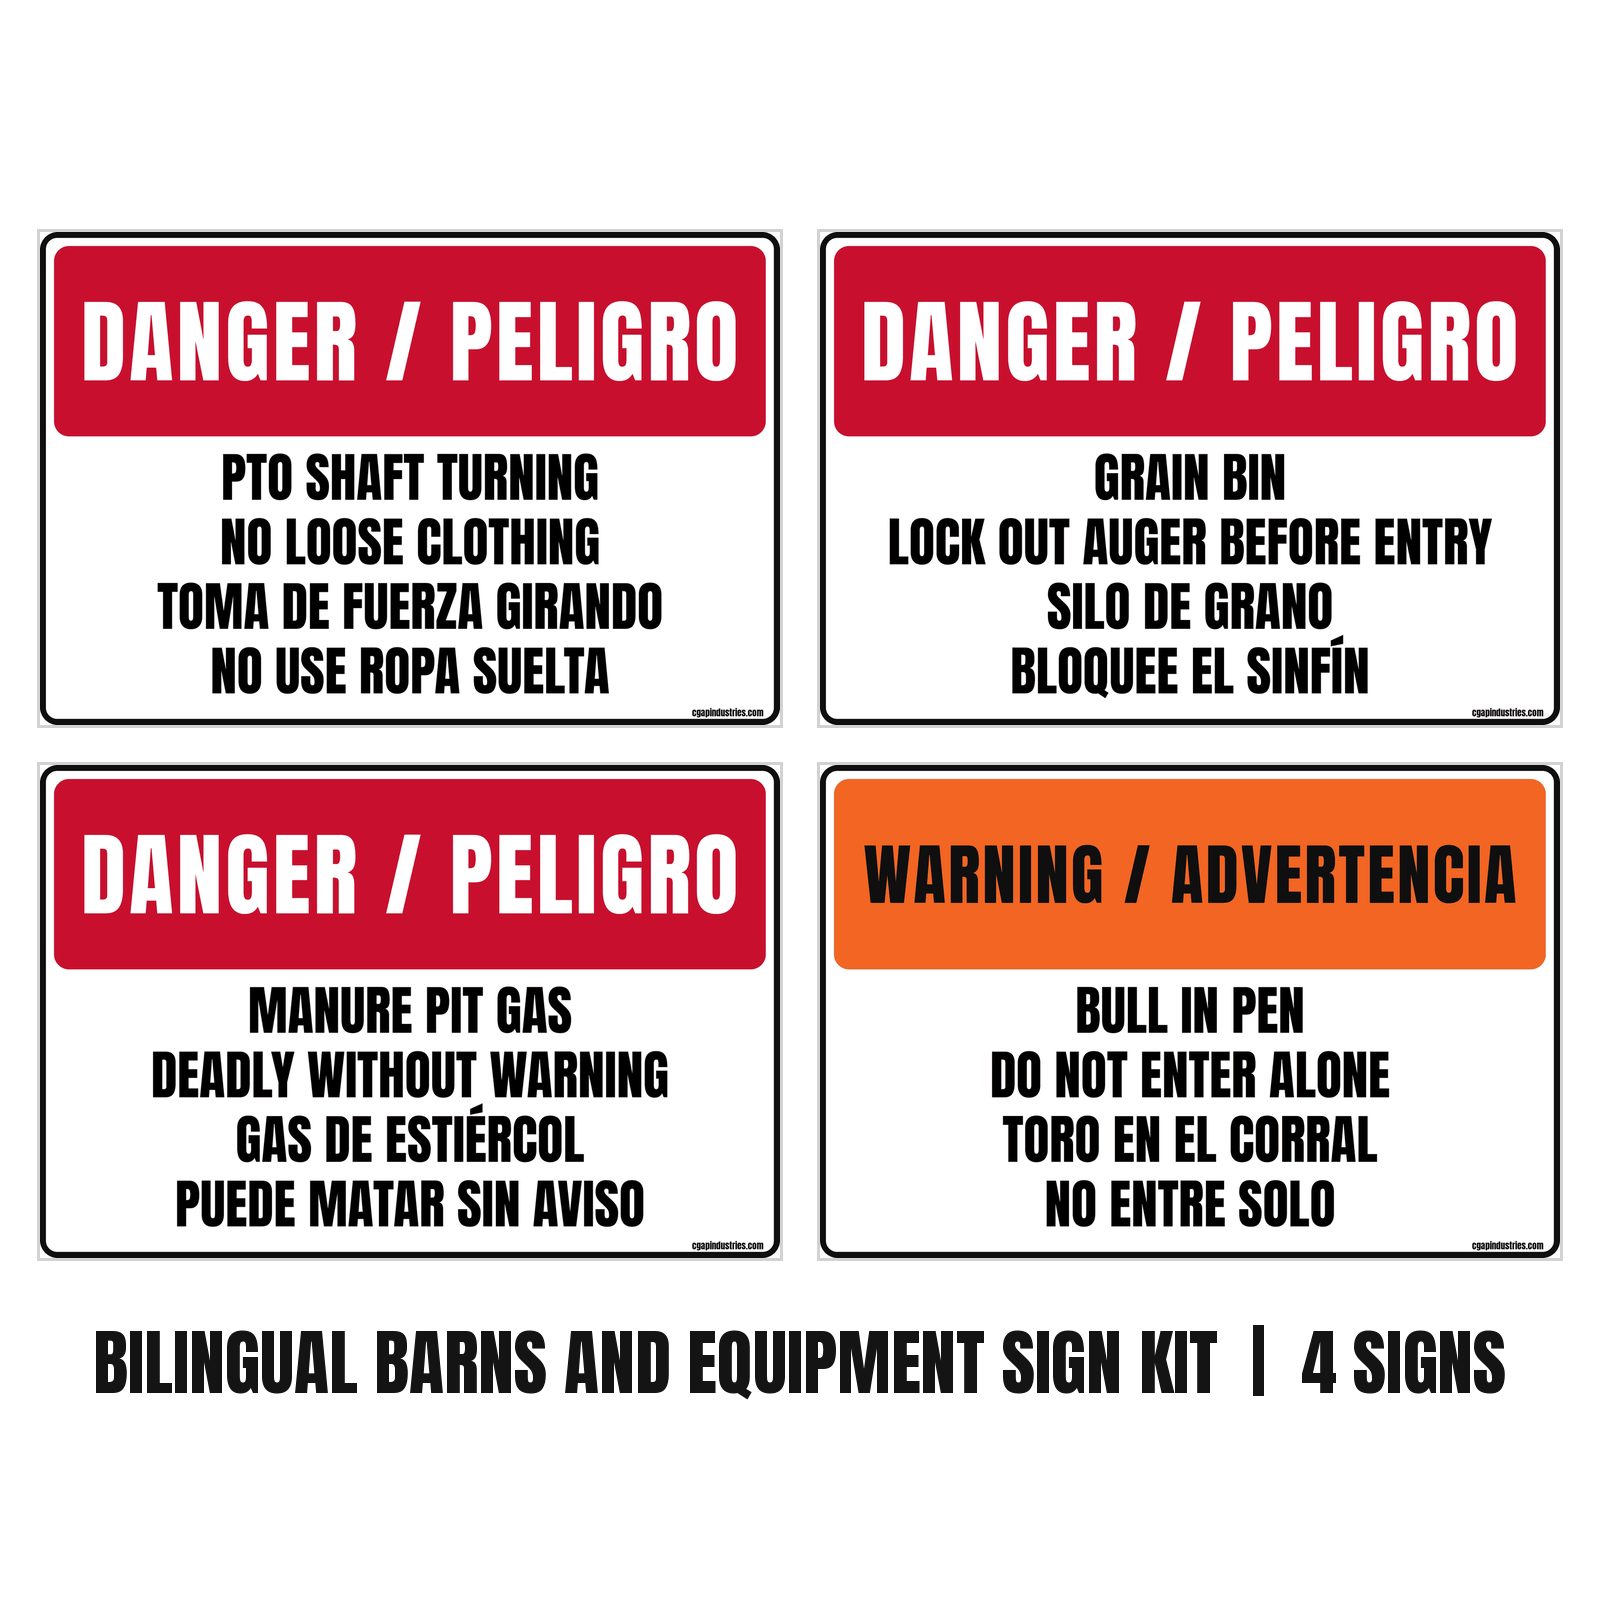 DANGER / PELIGRO
PTO SHAFT TURNING
NO LOOSE CLOTHING
TOMA DE FUERZA GIRANDO
NO USE ROPA SUELTA
cgapindustries.com
DANGER / PELIGRO
GRAIN BIN
LOCK OUT AUGER BEFORE ENTRY
SILO DE GRANO
BLOQUEE EL SINFÍN
cgapindustries.com
DANGER / PELIGRO
MANURE PIT GAS
DEADLY WITHOUT WARNING
GAS DE ESTIÉRCOL
PUEDE MATAR SIN AVISO
cgapindustries.com
WARNING / ADVERTENCIA
BULL IN PEN
DO NOT ENTER ALONE
TORO EN EL CORRAL
NO ENTRE SOLO
cgapindustries.com
BILINGUAL BARNS AND EQUIPMENT SIGN KIT | 4 SIGNS